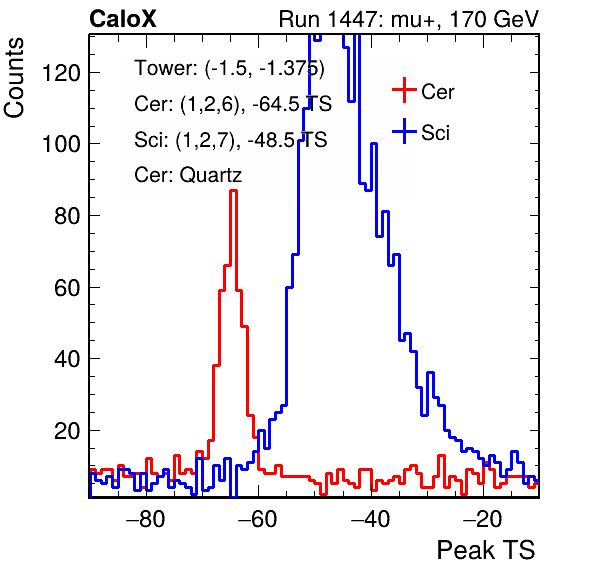 CaloX Run 1447: mu+, 170 GeV
Counts
Tower: (-1.5, -1.375)
Cer: (1,2,6), -64.5 TS
Sci: (1,2,7), -48.5 TS
Cer: Quartz
Cer
Sci
120
100
80
60
40
20
−80 −60 −40 −20
Peak TS